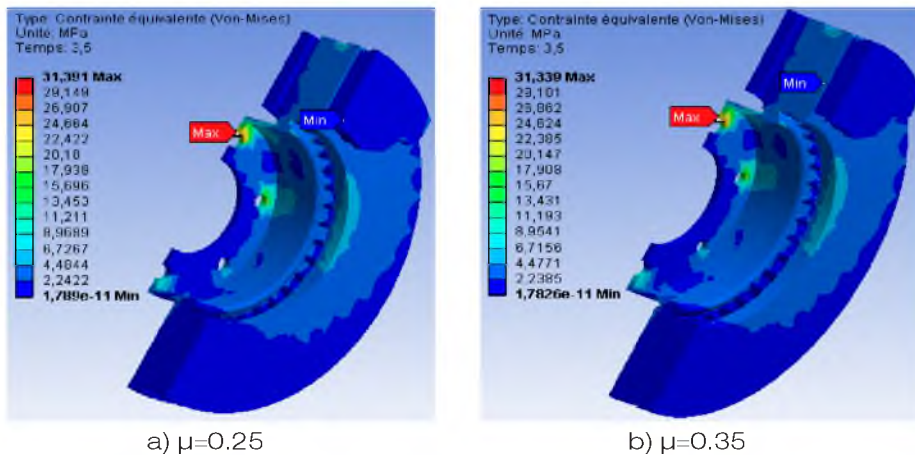 Type: Contrainte équivalente (Von-Mises)
Unité: MPa
Temps: 3,5
31,391 Max
29,149
26,907
24,664
22,422
20,18
17,938
15,696
13,453
11,211
8,9689
6,7267
4,4844
2,2422
1,789e-11 Min
Max
Min
a) μ=0.25
Type: Contrainte équivalente (Von-Mises)
Unité: MPa
Temps: 3,5
31,339 Max
29,101
26,862
24,624
22,385
20,147
17,908
15,67
13,431
11,193
8,9541
6,7156
4,4771
2,2385
1,7826e-11 Min
Max
Min
b) μ=0.35